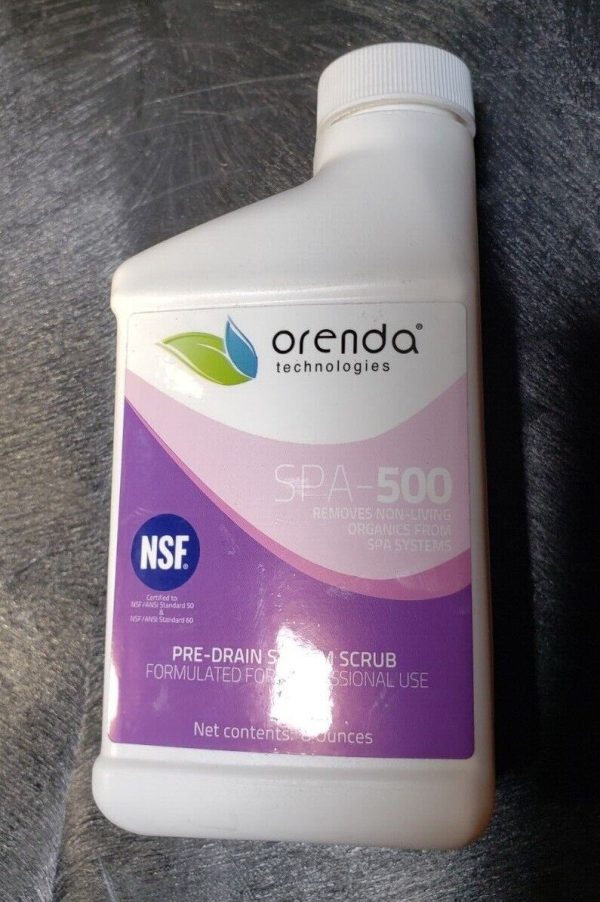 orenda®
technologies
SPA-500
REMOVES NON-LIVING
ORGANICS FROM
SPA SYSTEMS
NSF®
Certified to
NSF/ANSI Standard 50
&
NSF/ANSI Standard 60
PRE-DRAIN SCRUB
FORMULATED USE
Net contents: Ounces